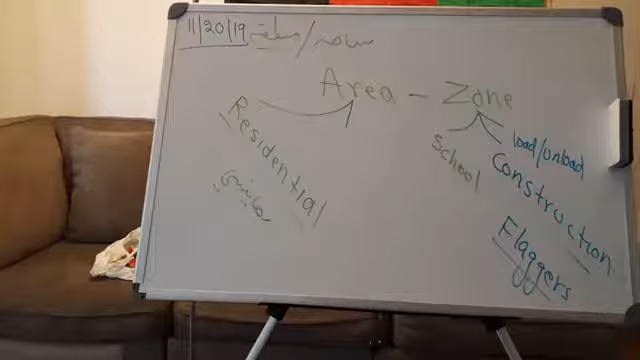 11/20/19
Area - Zone
Residential
School
load/unload
Construction
Flaggers